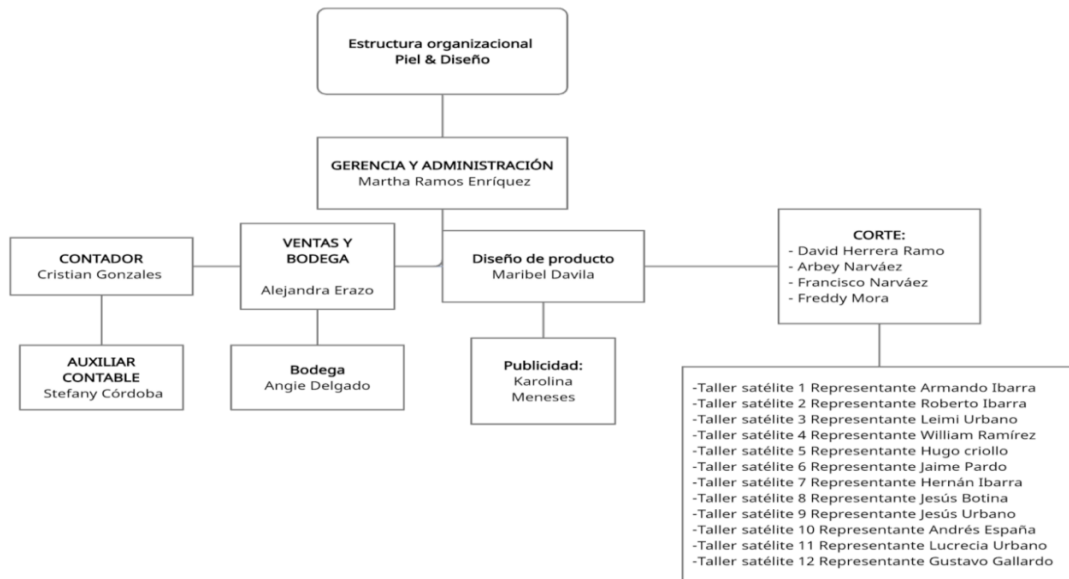 Estructura organizacional
Piel & Diseño
GERENCIA Y ADMINISTRACIÓN
Martha Ramos Enríquez
CONTADOR
Cristian Gonzales
VENTAS Y
BODEGA
Alejandra Erazo
Diseño de producto
Maribel Davila
CORTE:
- David Herrera Ramo
- Arbey Narváez
- Francisco Narváez
- Freddy Mora
AUXILIAR
CONTABLE
Stefany Córdoba
Bodega
Angie Delgado
Publicidad:
Karolina
Meneses
-Taller satélite 1 Representante Armando Ibarra
-Taller satélite 2 Representante Roberto Ibarra
-Taller satélite 3 Representante Leimi Urbano
-Taller satélite 4 Representante William Ramírez
-Taller satélite 5 Representante Hugo criollo
-Taller satélite 6 Representante Jaime Pardo
-Taller satélite 7 Representante Hernán Ibarra
-Taller satélite 8 Representante Jesús Botina
-Taller satélite 9 Representante Jesús Urbano
-Taller satélite 10 Representante Andrés España
-Taller satélite 11 Representante Lucrecia Urbano
-Taller satélite 12 Representante Gustavo Gallardo